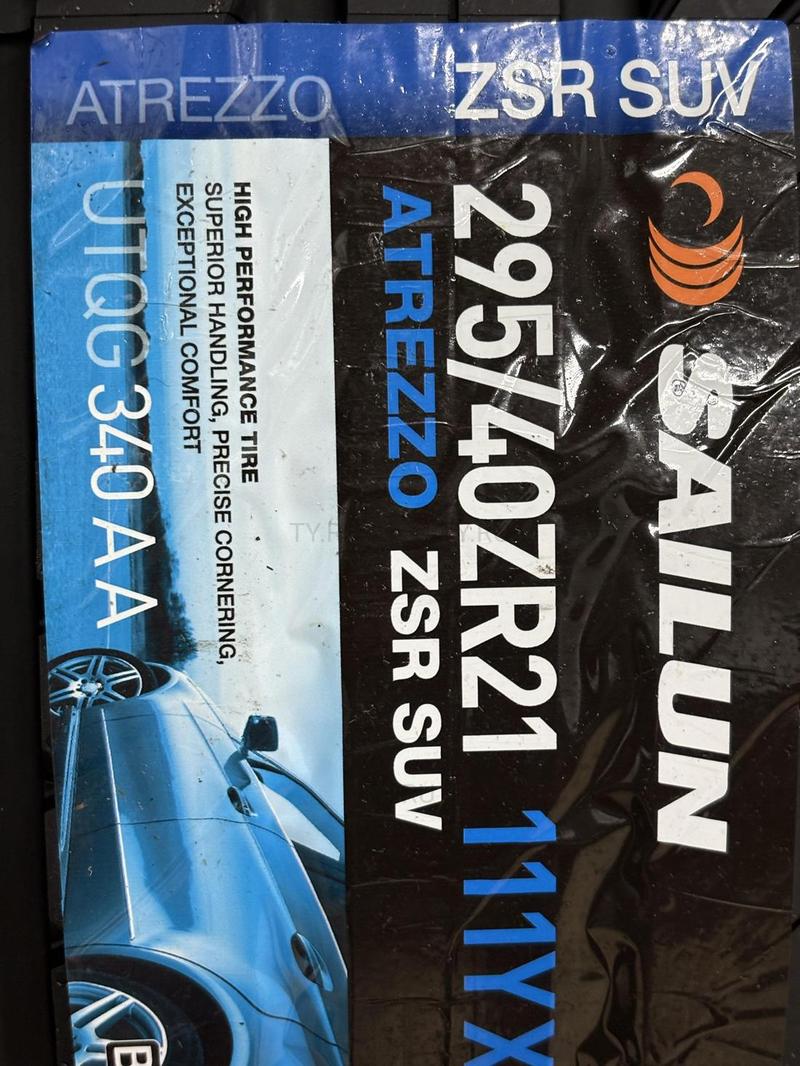 ATREZZO ZSR SUV
SAILUN
295/40ZR21 111Y X
ATREZZO ZSR SUV
HIGH PERFORMANCE TIRE
SUPERIOR HANDLING, PRECISE CORNERING,
EXCEPTIONAL COMFORT
UTQG 340 A A